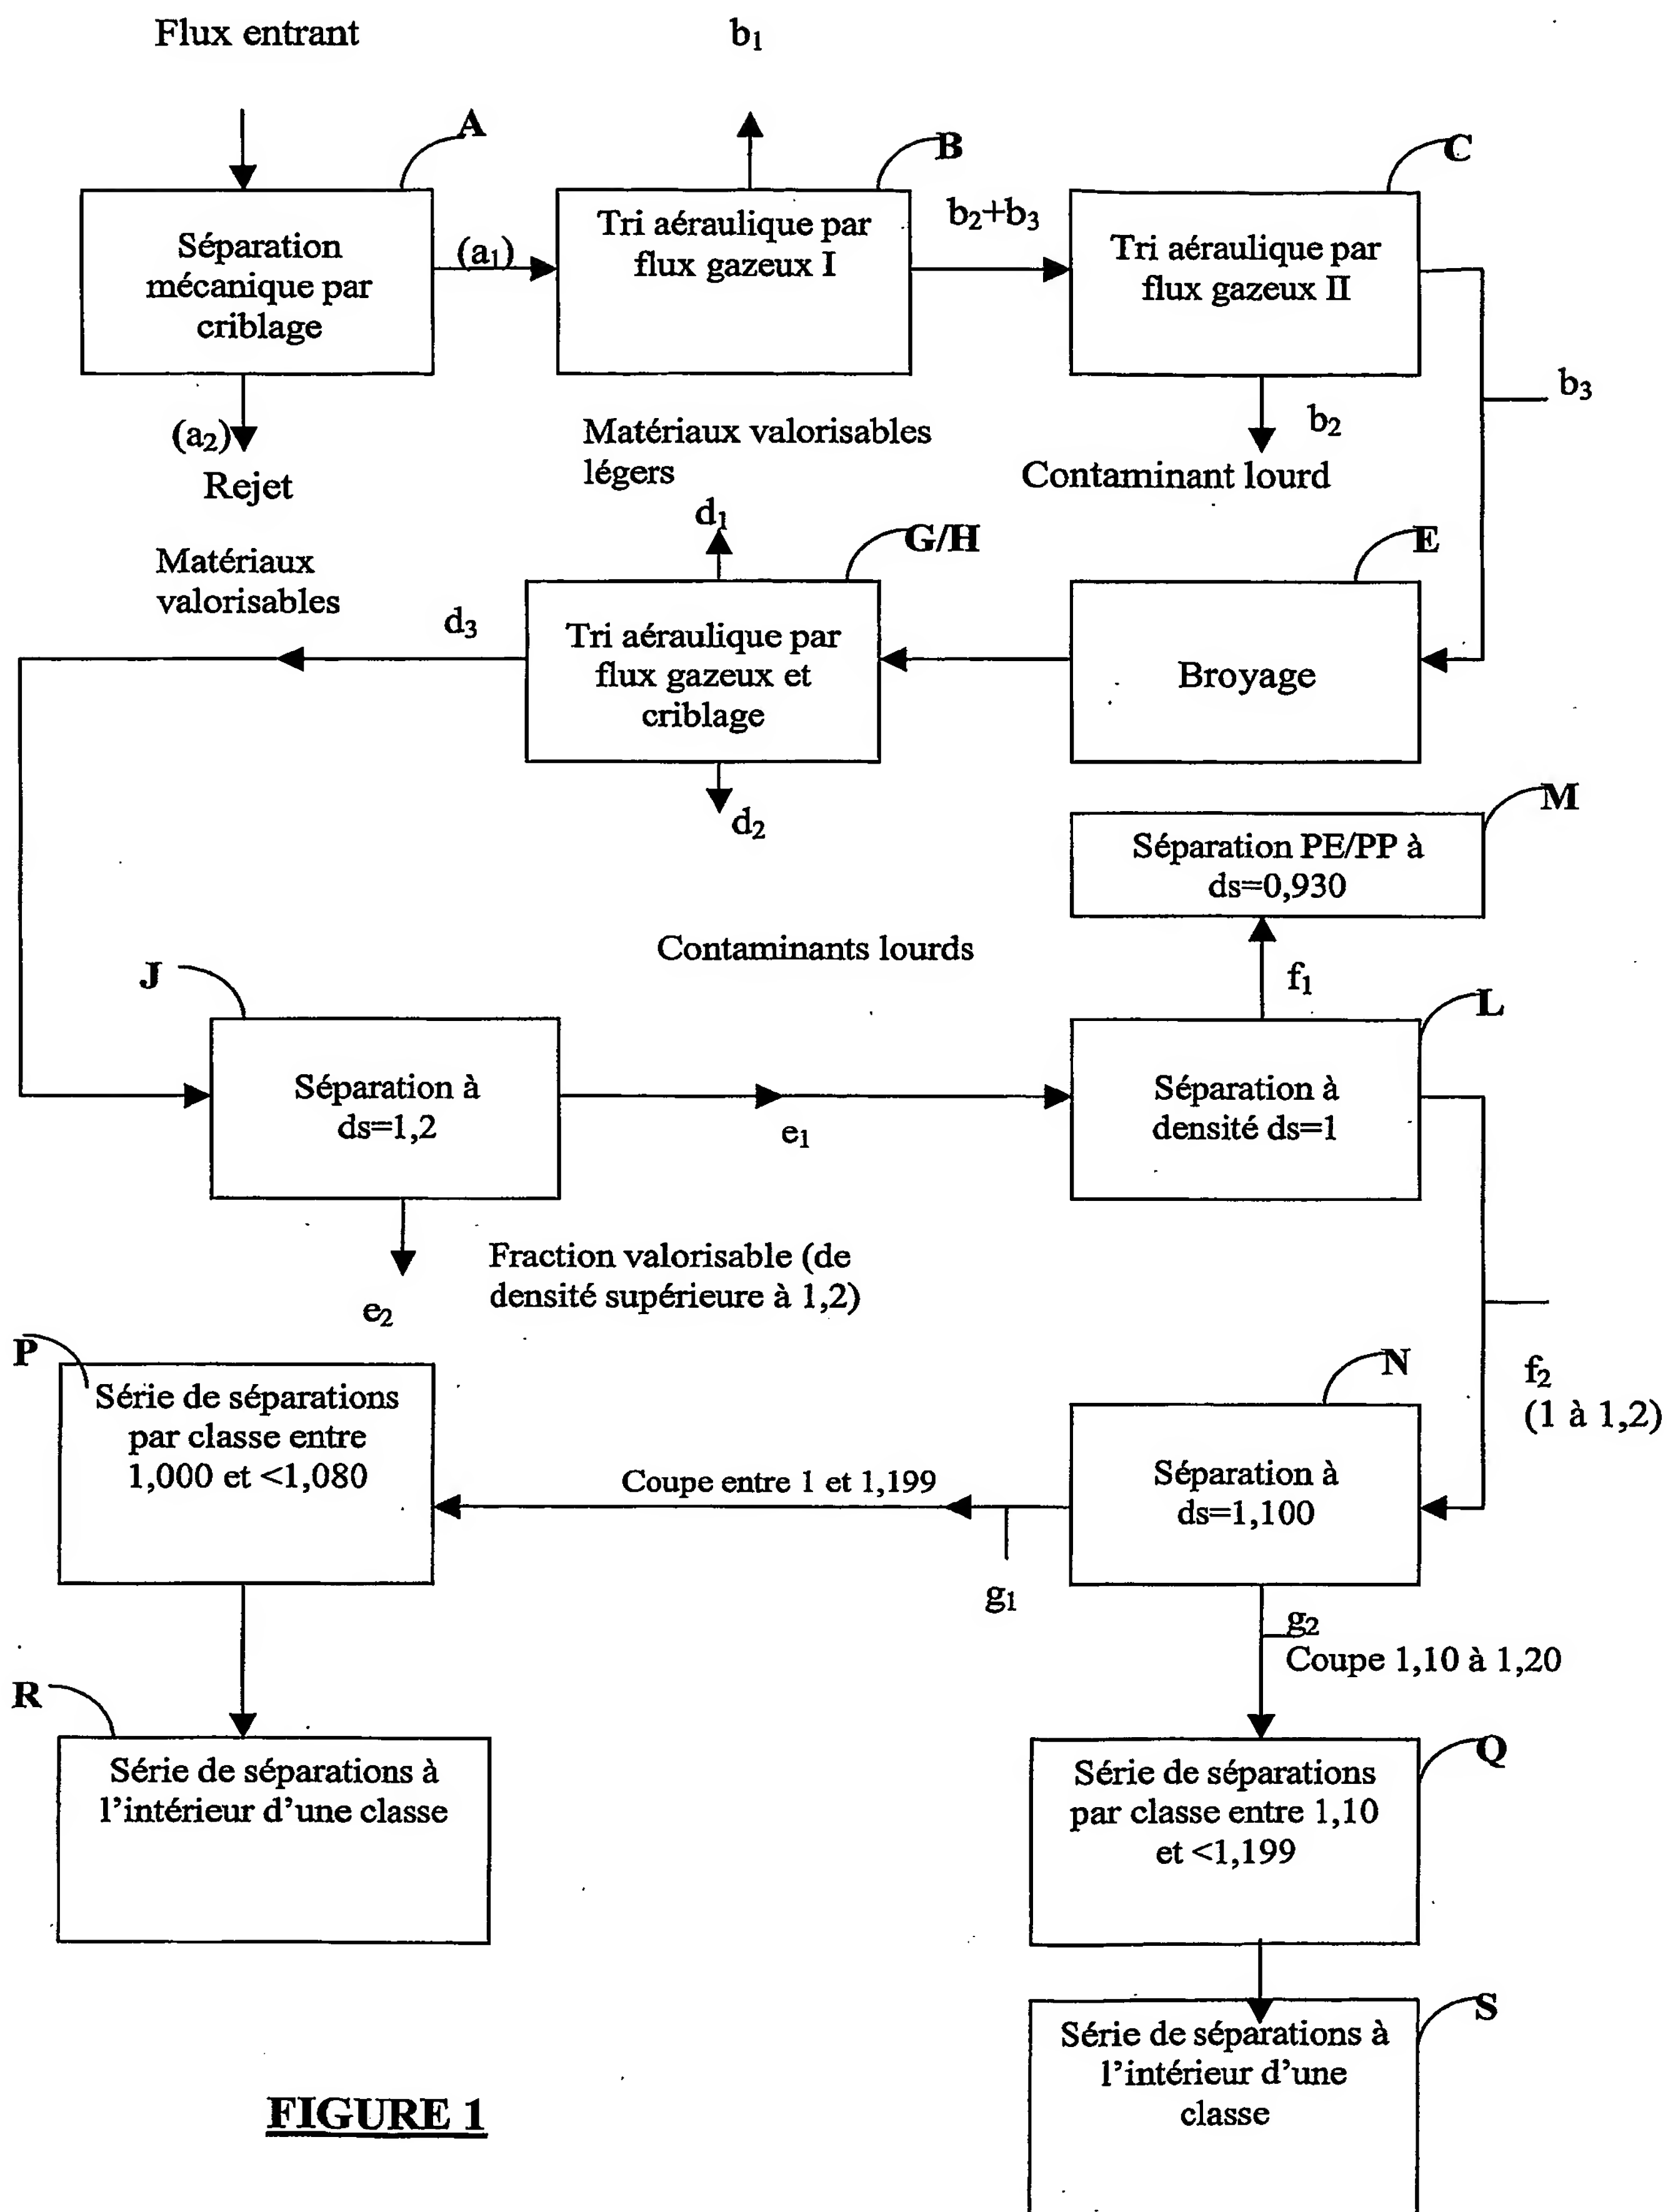 Flux entrant
b1
A
B
C
Séparation
mécanique par
criblage
(a1)
Tri aéraulique par
flux gazeux I
b2+b3
Tri aéraulique par
flux gazeux II
b3
(a2)
Rejet
Matériaux valorisables
légers
b2
Contaminant lourd
d1
G/H
E
Matériaux
valorisables
d3
Tri aéraulique par
flux gazeux et
criblage
Broyage
d2
M
Séparation PE/PP à
ds=0,930
Contaminants lourds
f1
J
L
Séparation à
ds=1,2
e1
Séparation à
densité ds=1
Fraction valorisable (de
densité supérieure à 1,2)
e2
P
N
f2
(1 à 1,2)
Série de séparations
par classe entre
1,000 et <1,080
Coupe entre 1 et 1,199
g1
Séparation à
ds=1,100
g2
Coupe 1,10 à 1,20
R
Q
Série de séparations à
l'intérieur d'une classe
Série de séparations
par classe entre 1,10
et <1,199
S
Série de séparations à
l'intérieur d'une
classe
FIGURE 1